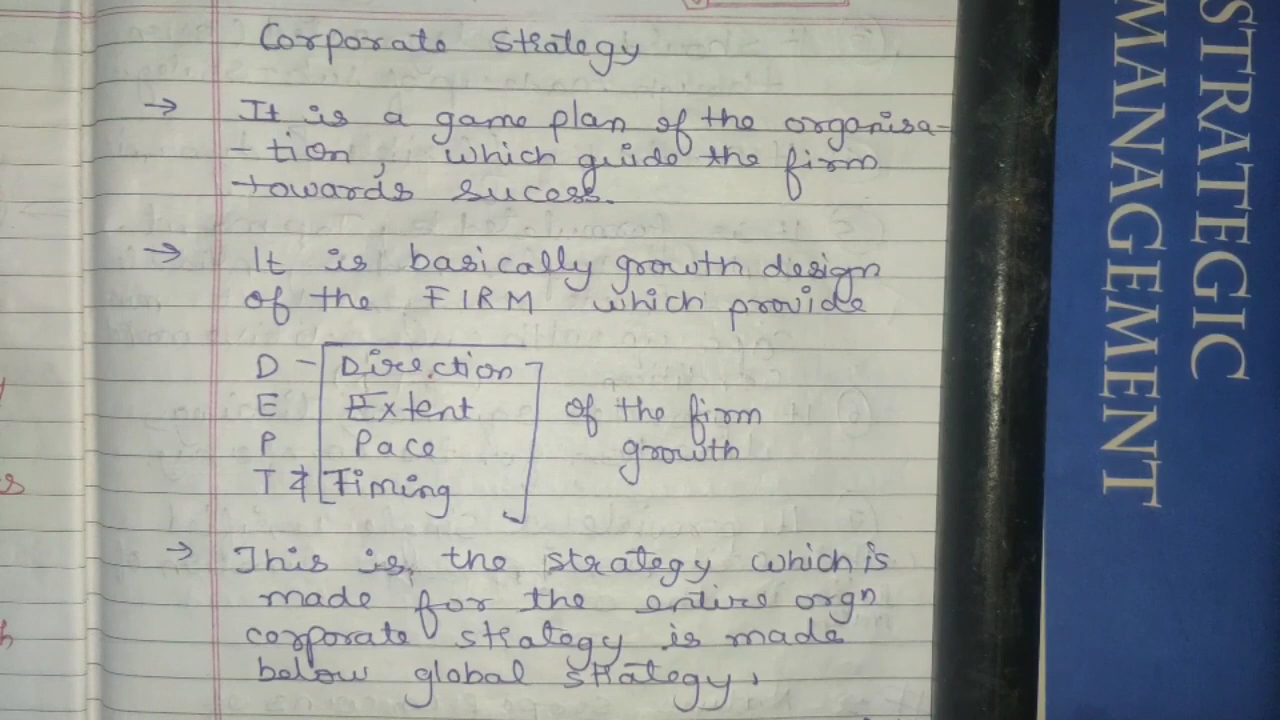 Corporate Strategy
→ It is a game plan of the organisa-
-tion, which guide the firm
towards sucess.
→ It is basically growth design
of the FIRM which provide
D - Direction
E Extent of the firm
P Pace growth
T & Timing
→ This is, the strategy which is
made for the entire orgn
corporate strategy is made
below global strategy.
STRATEGIC
MANAGEMENT